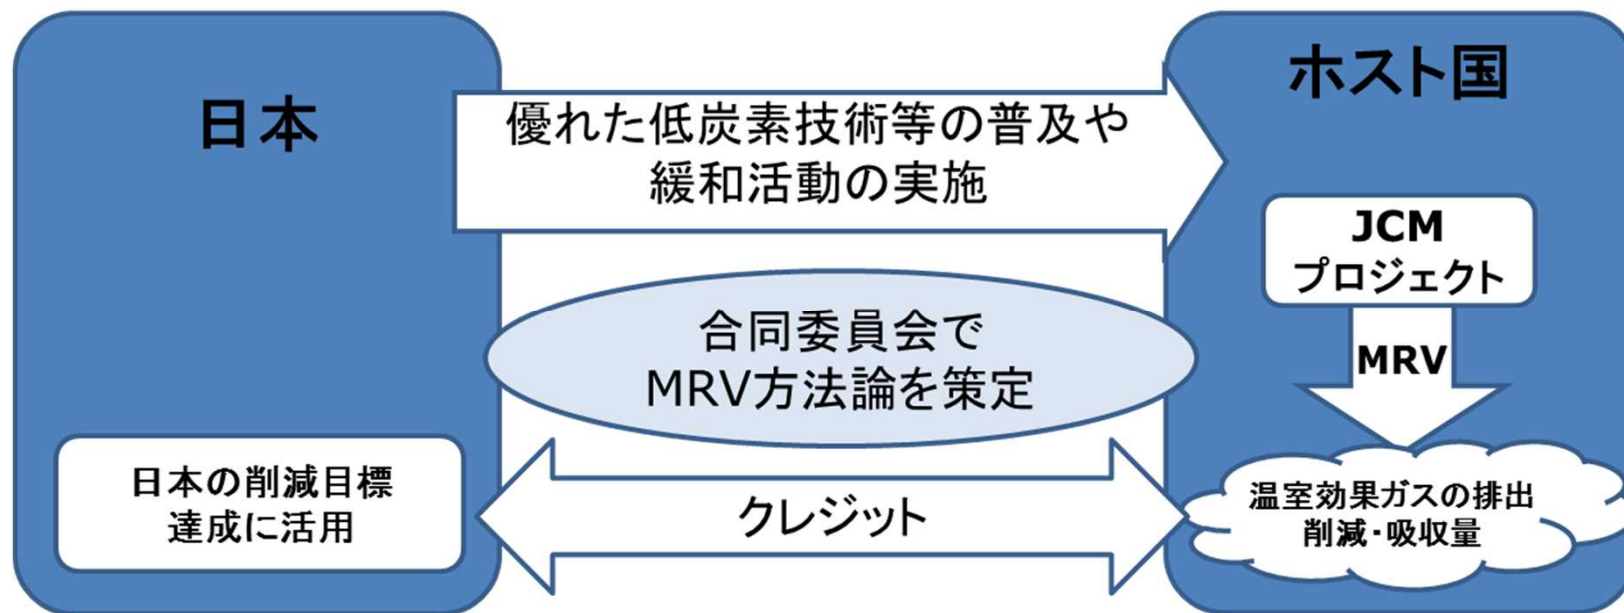 日本
ホスト国
優れた低炭素技術等の普及や
緩和活動の実施
JCM
プロジェクト
合同委員会で
MRV方法論を策定
MRV
日本の削減目標
達成に活用
クレジット
温室効果ガスの排出
削減・吸収量